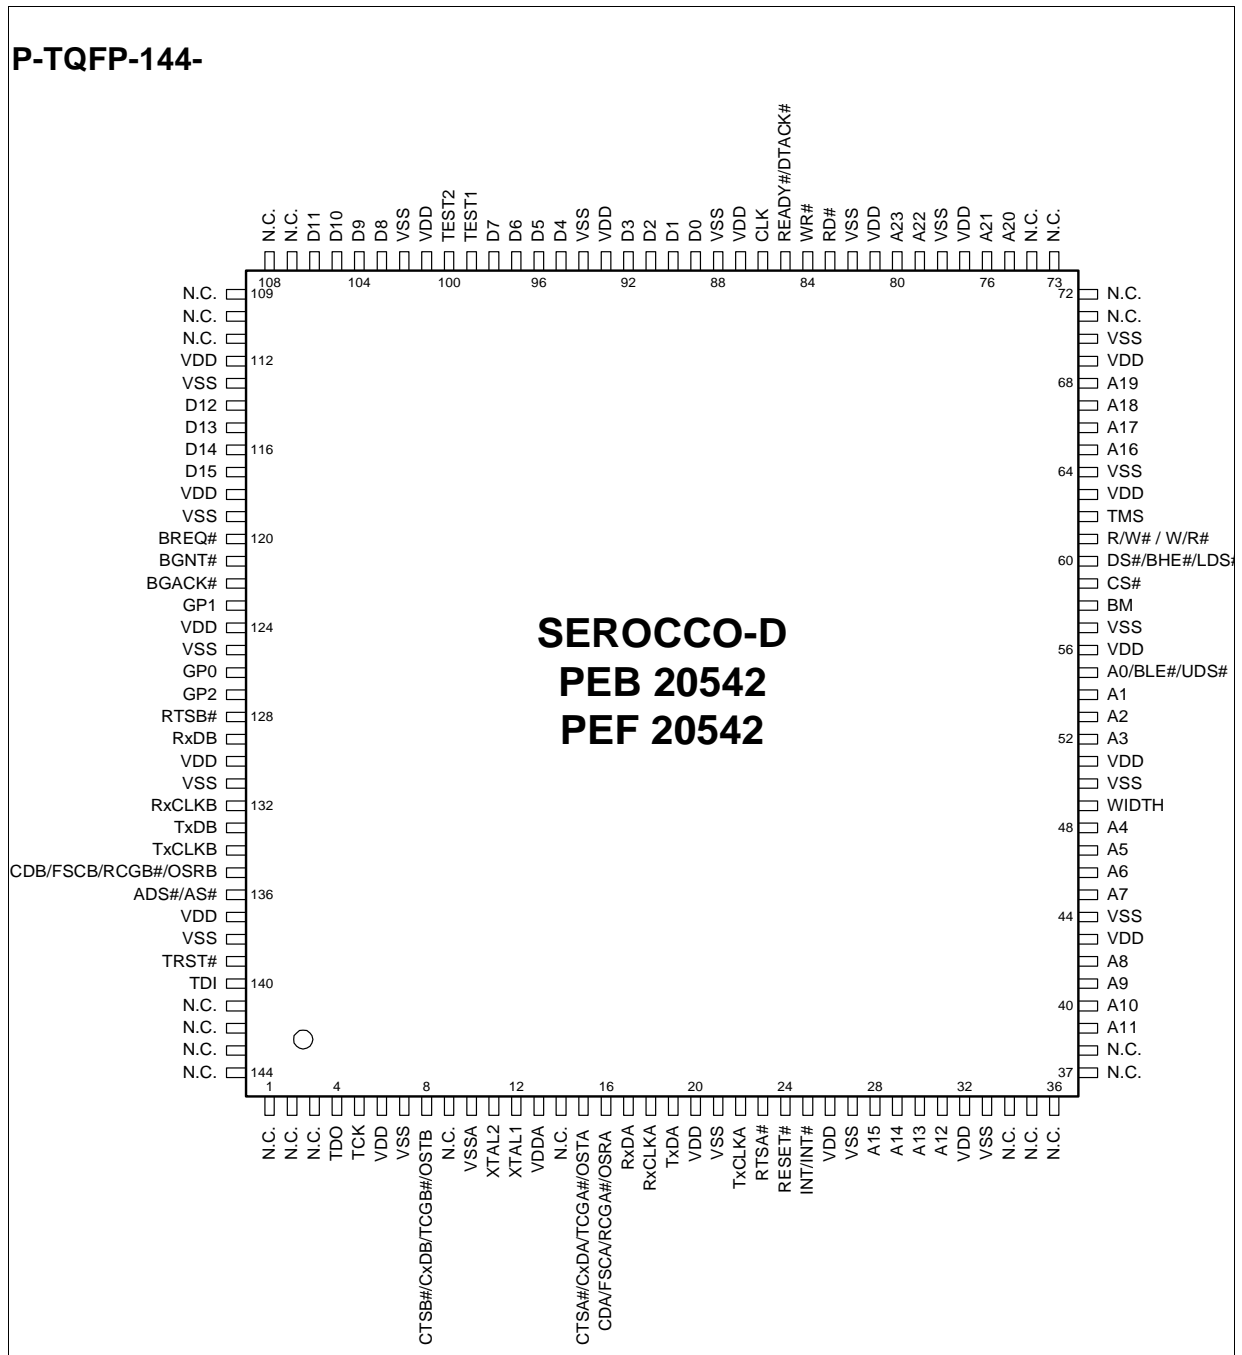 P-TQFP-144-
N.C.
N.C.
D11
D10
D9
D8
VSS
VDD
TEST2
TEST1
D7
D6
D5
D4
VSS
VDD
D3
D2
D1
D0
VSS
VDD
CLK
READY#/DTACK#
WR#
RD#
VSS
VDD
A23
A22
VSS
VDD
A21
A20
N.C.
N.C.
108
104
100
96
92
88
84
80
76
73
N.C. 109
N.C.
N.C.
VDD 112
VSS
D12
D13
D14 116
D15
VDD
VSS
BREQ# 120
BGNT#
BGACK#
GP1
VDD 124
VSS
GP0
GP2
RTSB# 128
RxDB
VDD
VSS
RxCLKB 132
TxDB
TxCLKB
CDB/FSCB/RCGB#/OSRB
ADS#/AS# 136
VDD
VSS
TRST#
TDI 140
N.C.
N.C.
N.C.
N.C. 144
SEROCCO-D
PEB 20542
PEF 20542
72 N.C.
N.C.
VSS
VDD
68 A19
A18
A17
A16
64 VSS
VDD
TMS
R/W# / W/R#
60 DS#/BHE#/LDS#
CS#
BM
VSS
56 VDD
A0/BLE#/UDS#
A1
A2
52 A3
VDD
VSS
WIDTH
48 A4
A5
A6
A7
44 VSS
VDD
A8
A9
40 A10
A11
N.C.
37 N.C.
1
4
8
12
16
20
24
28
32
36
N.C.
N.C.
N.C.
TDO
TCK
VDD
VSS
CTSB#/CxDB/TCGB#/OSTB
N.C.
VSSA
XTAL2
XTAL1
VDDA
N.C.
CTSA#/CxDA/TCGA#/OSTA
CDA/FSCA/RCGA#/OSRA
RxDA
RxCLKA
TxDA
VDD
VSS
TxCLKA
RTSA#
RESET#
INT/INT#
VDD
VSS
A15
A14
A13
A12
VDD
VSS
N.C.
N.C.
N.C.